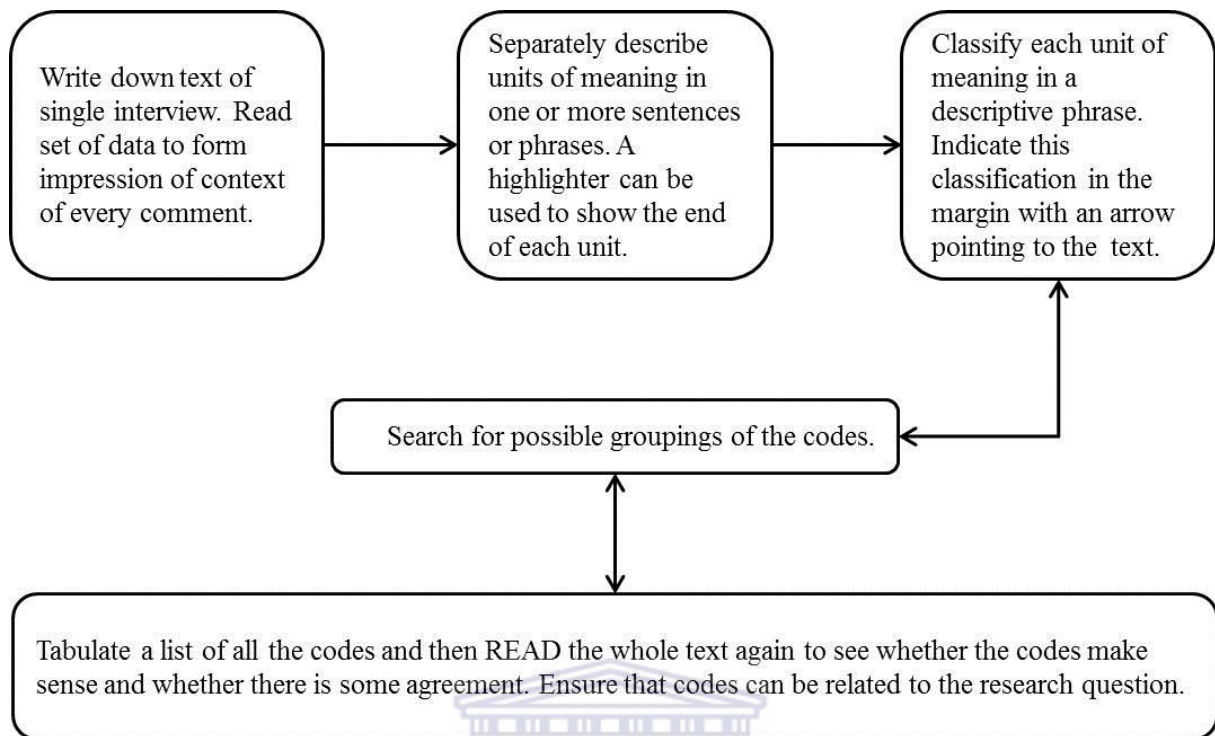 Write down text of
single interview. Read
set of data to form
impression of context
of every comment.
Separately describe
units of meaning in
one or more sentences
or phrases. A
highlighter can be
used to show the end
of each unit.
Classify each unit of
meaning in a
descriptive phrase.
Indicate this
classification in the
margin with an arrow
pointing to the text.
Search for possible groupings of the codes.
Tabulate a list of all the codes and then READ the whole text again to see whether the codes make
sense and whether there is some agreement. Ensure that codes can be related to the research question.